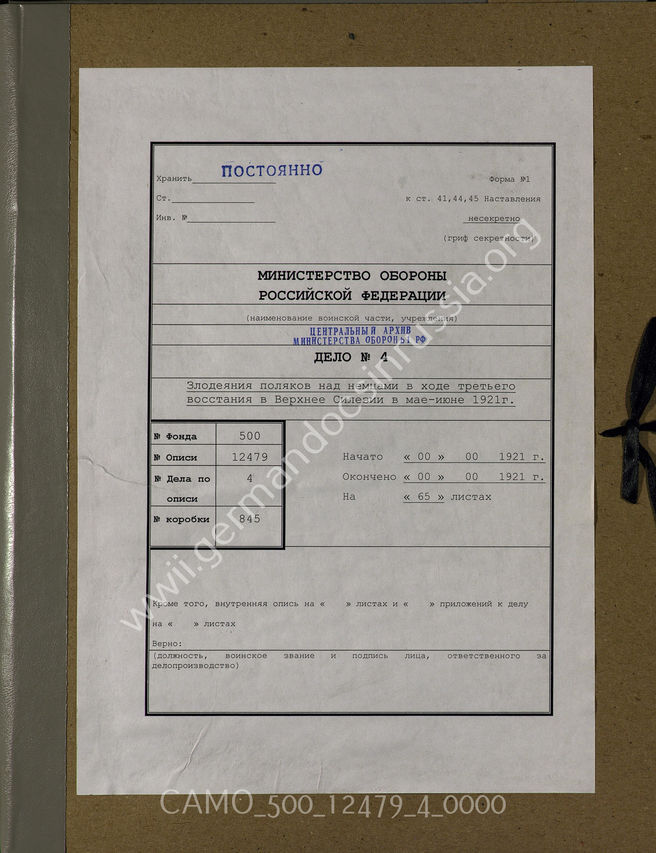 Хранить ПОСТОЯННО
Форма №1
Ст.
к ст. 41,44,45 Наставления
Инв. №
несекретно
(гриф секретности)
МИНИСТЕРСТВО ОБОРОНЫ
РОССИЙСКОЙ ФЕДЕРАЦИИ
(наименование воинской части, учреждения)
ЦЕНТРАЛЬНЫЙ АРХИВ
МИНИСТЕРСТВА ОБОРОНЫ РФ
ДЕЛО № 4
Злодеяния поляков над немцами в ходе третьего
восстания в Верхнее Силезии в мае-июне 1921г.
№ Фонда 500
№ Описи 12479
№ Дела по описи 4
№ коробки 845
Начато « 00 » 00 1921 г.
Окончено « 00 » 00 1921 г.
На « 65 » листах
Кроме того, внутренняя опись на « » листах и « » приложений к делу
на « » листах
Верно:
(должность, воинское звание и подпись лица, ответственного за
делопроизводство)
www.germandocsinrussia.org
CAMO_500_12479_4_0000